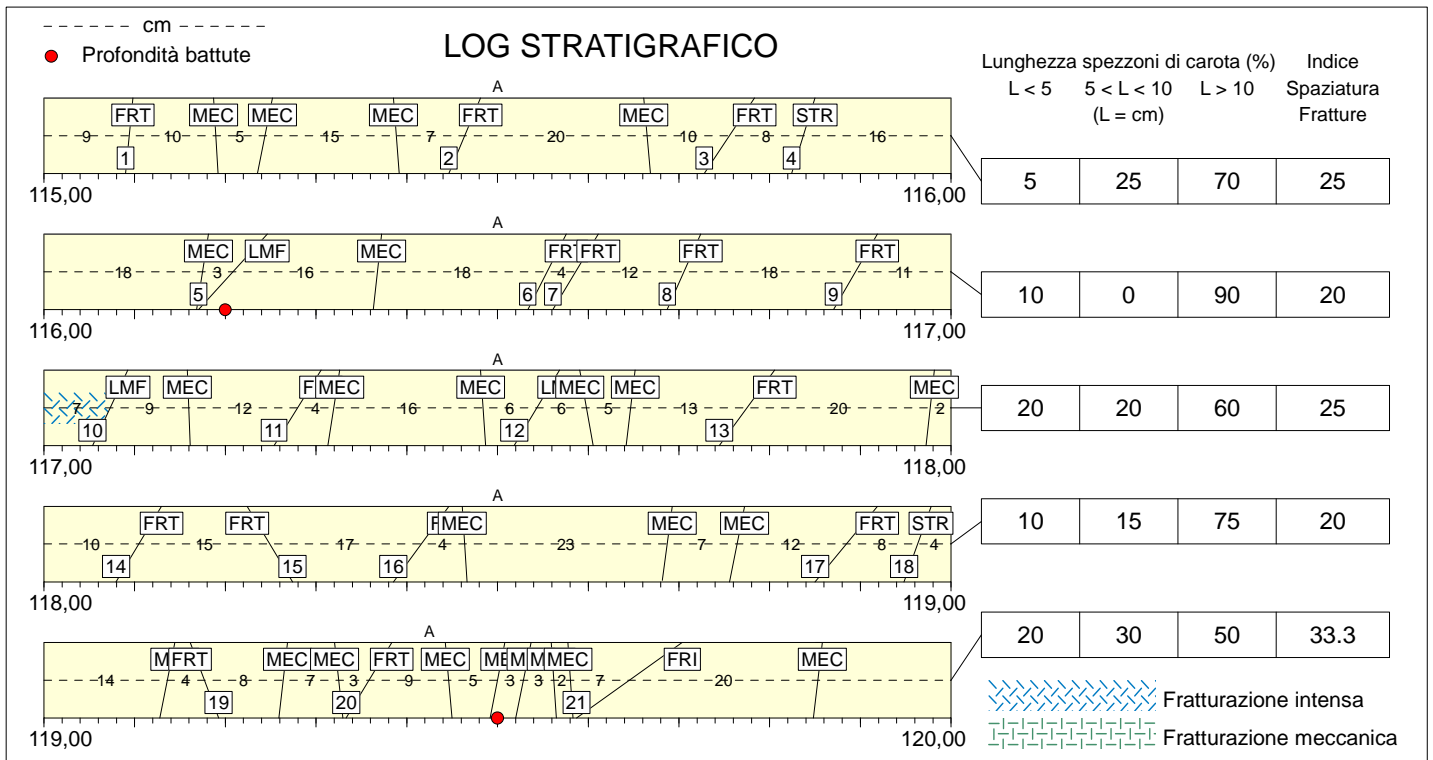 cm
Profondità battute
LOG STRATIGRAFICO
Lunghezza spezzoni di carota (%) Indice
L < 5 5 < L < 10 L > 10 Spaziatura
(L = cm) Fratture
A
FRT MEC MEC MEC FRT MEC FRT STR
9 10 5 15 7 20 10 8 16
1 2 3 4
115,00 116,00
5 25 70 25
A
MEC LMF MEC FRT FRT FRT FRT
18 3 16 18 4 12 18 11
5 6 7 8 9
116,00 117,00
10 0 90 20
A
LMF MEC F MEC MEC LM MEC MEC FRT MEC
7 9 12 4 16 6 6 5 13 20 2
10 11 12 13
117,00 118,00
20 20 60 25
A
FRT FRT F MEC MEC MEC FRT STR
10 15 17 4 23 7 12 8 4
14 15 16 17 18
118,00 119,00
10 15 75 20
A
M FRT MEC MEC FRT MEC ME M M MEC FRI MEC
14 4 8 7 3 9 5 3 3 2 7 20
19 20 21
119,00 120,00
20 30 50 33.3
Fratturazione intensa
Fratturazione meccanica